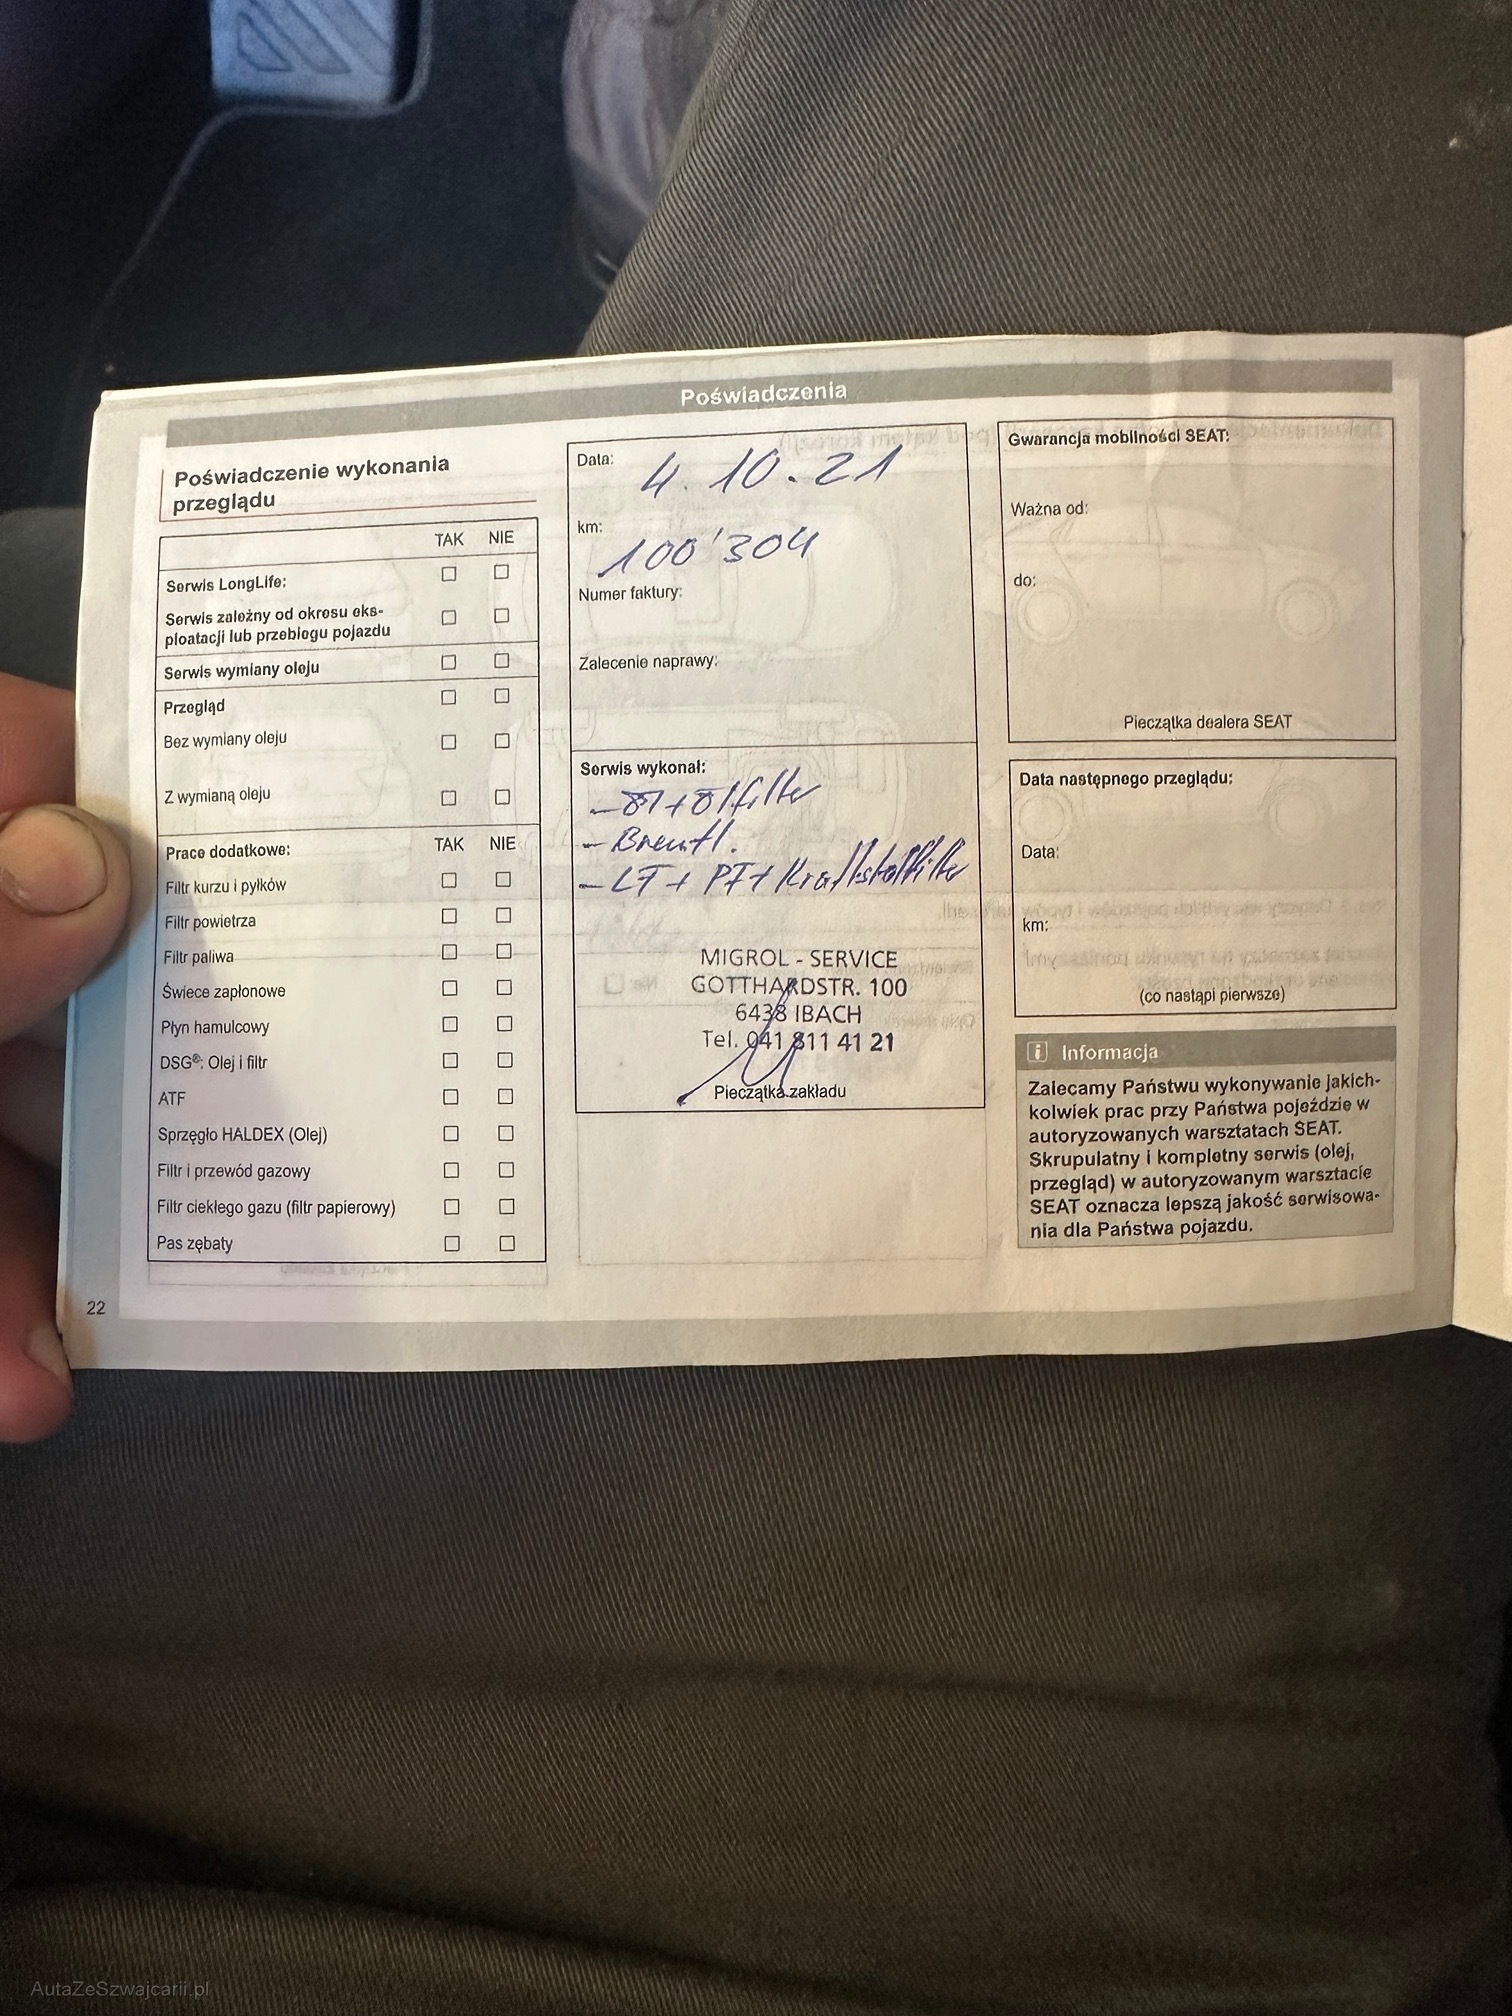 Poświadczenia
Poświadczenie wykonania
przeglądu
TAK NIE
Serwis LongLife:
Serwis zależny od okresu eks-
ploatacji lub przebiegu pojazdu
Serwis wymiany oleju
Przegląd
Bez wymiany oleju
Z wymianą oleju
Prace dodatkowe: TAK NIE
Filtr kurzu i pyłków
Filtr powietrza
Filtr paliwa
Świece zapłonowe
Płyn hamulcowy
DSG®: Olej i filtr
ATF
Sprzęgło HALDEX (Olej)
Filtr i przewód gazowy
Filtr ciekłego gazu (filtr papierowy)
Pas zębaty
22
Data: 4.10.21
km: 100'304
Numer faktury:
Zalecenie naprawy:
Serwis wykonał:
- Öl + Ölfilter
- Bremfl.
- LF + PF + Kraftstoffilter
MIGROL - SERVICE
GOTTHARDSTR. 100
6438 IBACH
Tel. 041 811 41 21
Pieczątka zakładu
Gwarancja mobilności SEAT:
Ważna od:
do:
Pieczątka dealera SEAT
Data następnego przeglądu:
Data:
km:
(co nastąpi pierwsze)
i Informacja
Zalecamy Państwu wykonywanie jakich-
kolwiek prac przy Państwa pojeździe w
autoryzowanych warsztatach SEAT.
Skrupulatny i kompletny serwis (olej,
przegląd) w autoryzowanym warsztacie
SEAT oznacza lepszą jakość serwisowa-
nia dla Państwa pojazdu.
AutaZeSzwajcarii.pl